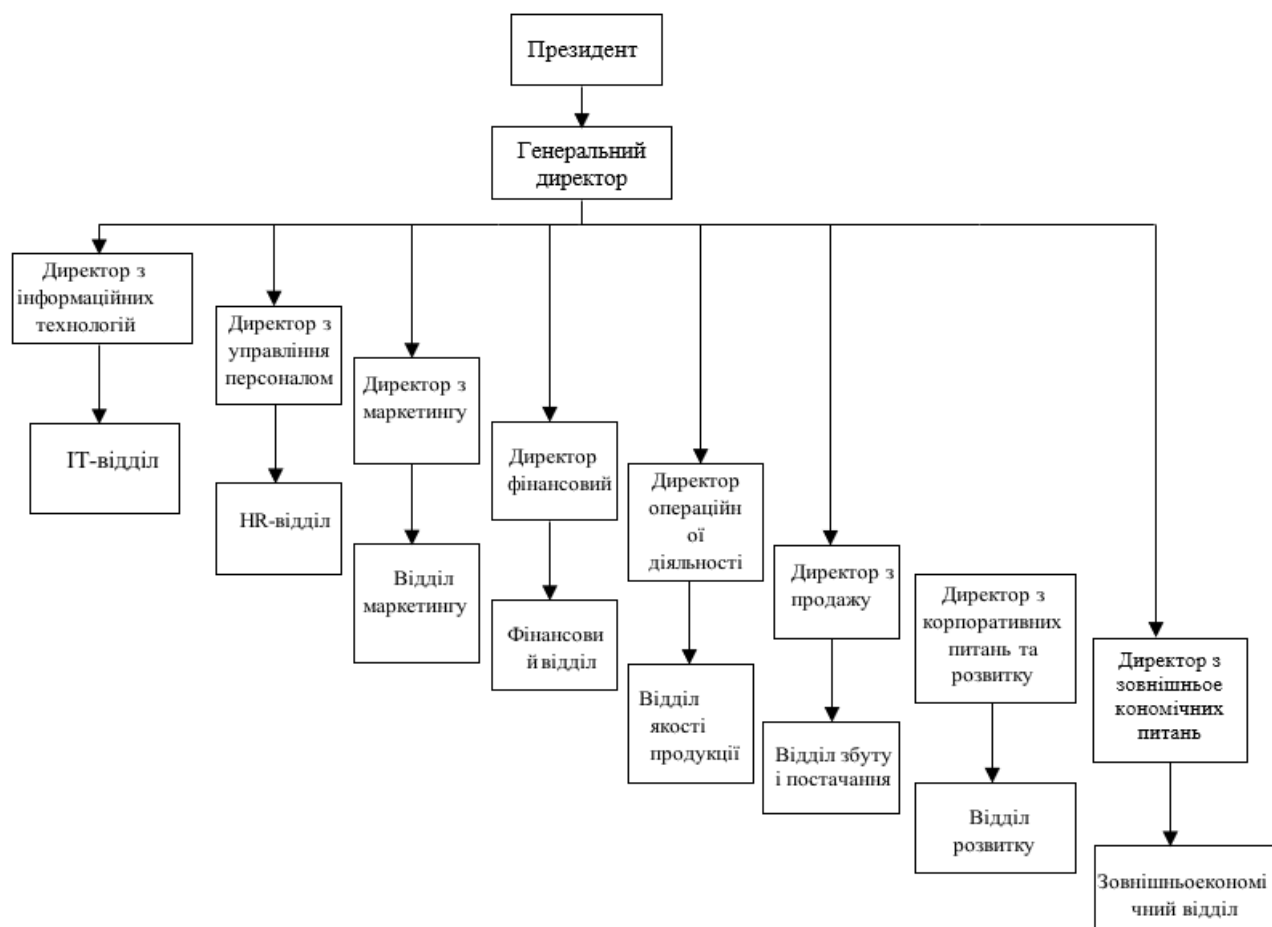 Президент
Генеральний
директор
Директор з
інформаційних
технологій
ІТ-відділ
Директор з
управління
персоналом
HR-відділ
Директор з
маркетингу
Відділ
маркетингу
Директор
фінансовий
Фінансови
й відділ
Директор
операційн
ої
діяльності
Відділ
якості
продукції
Директор з
продажу
Відділ збуту
і постачання
Директор з
корпоративних
питань та
розвитку
Відділ
розвитку
Директор з
зовнішньое
кономічних
питань
Зовнішньоекономі
чний відділ